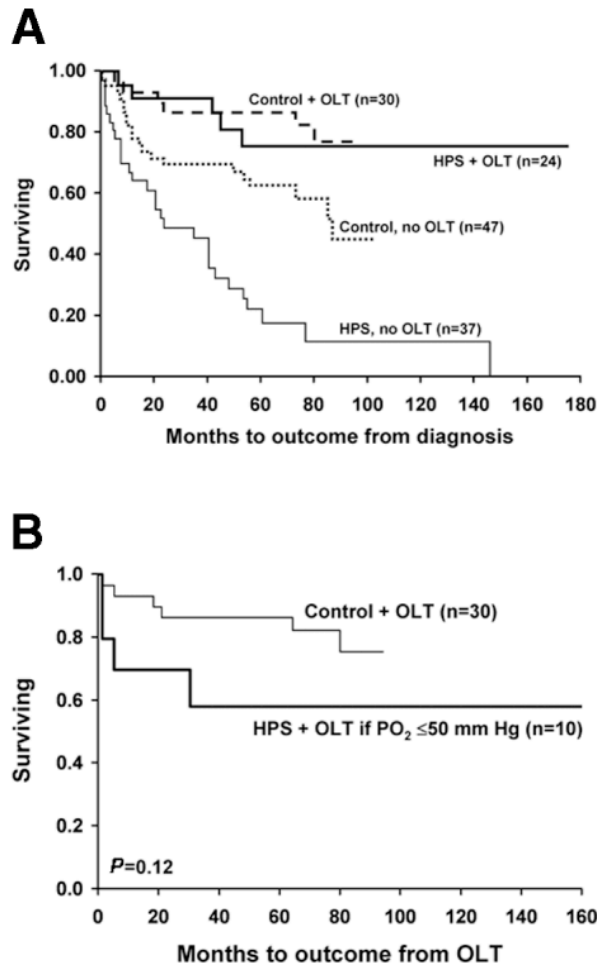 A
1.00
0.80
0.60
0.40
0.20
0.00
Surviving
Control + OLT (n=30)
HPS + OLT (n=24)
Control, no OLT (n=47)
HPS, no OLT (n=37)
0 20 40 60 80 100 120 140 160 180
Months to outcome from diagnosis
B
1.0
0.8
0.6
0.4
0.2
0.0
Surviving
Control + OLT (n=30)
HPS + OLT if PO₂ ≤50 mm Hg (n=10)
P=0.12
0 20 40 60 80 100 120 140 160
Months to outcome from OLT